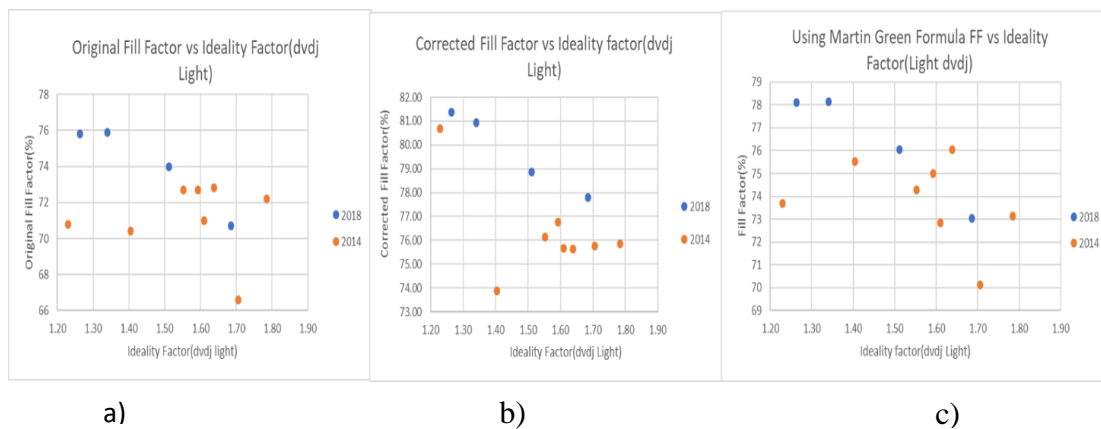 Original Fill Factor vs Ideality Factor(dvdj
Light)
78
76
74
72
70
68
66
1.20 1.30 1.40 1.50 1.60 1.70 1.80 1.90
Original Fill Factor(%)
Ideality Factor(dvdj light)
2018
2014
a)
Corrected Fill Factor vs Ideality factor(dvdj
Light)
82.00
81.00
80.00
79.00
78.00
77.00
76.00
75.00
74.00
73.00
1.20 1.30 1.40 1.50 1.60 1.70 1.80 1.90
Corrected Fill Factor(%)
Ideality Factor(dvdj Light)
2018
2014
b)
Using Martin Green Formula FF vs Ideality
Factor(Light dvdj)
79
78
77
76
75
74
73
72
71
70
69
1.20 1.30 1.40 1.50 1.60 1.70 1.80 1.90
Fill Factor(%)
Ideality factor(dvdj Light)
2018
2014
c)